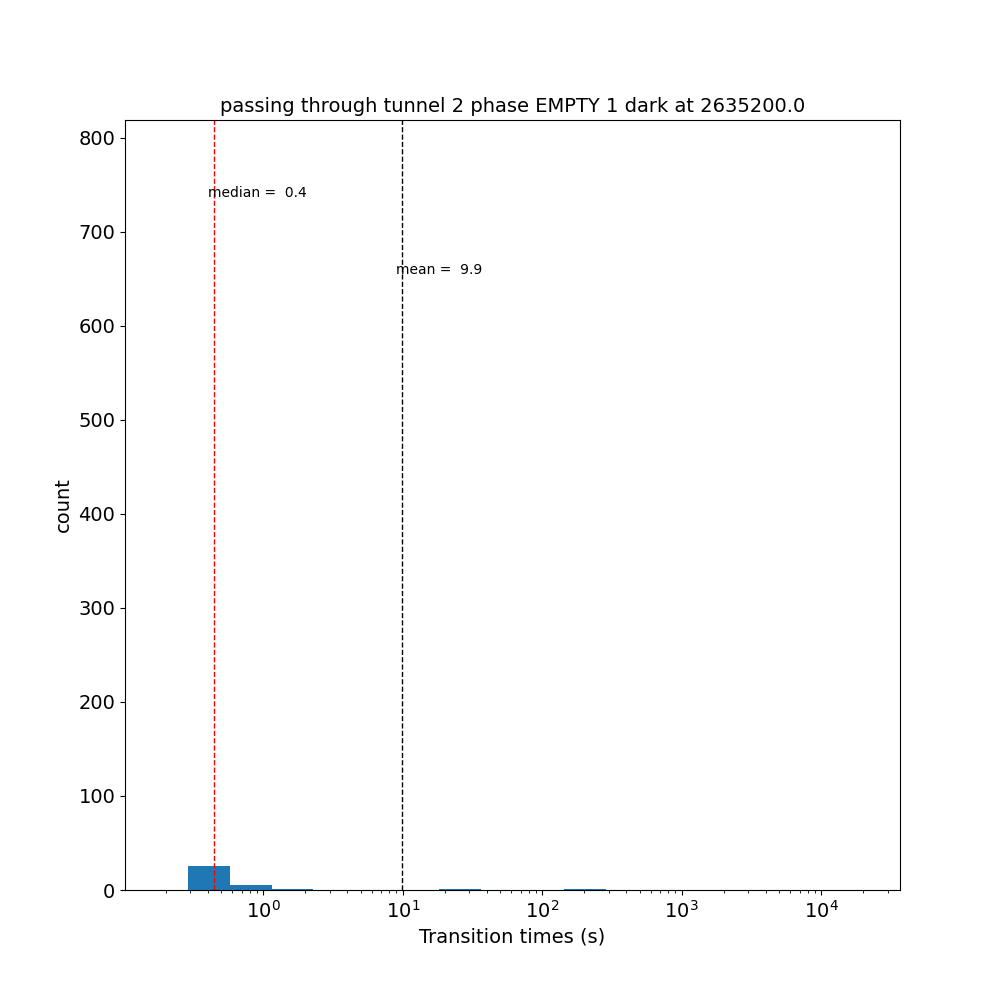 passing through tunnel 2 phase EMPTY 1 dark at 2635200.0
800
median =  0.4
700
mean =  9.9
600
500
400
count
300
200
100
0
10⁰ 10¹ 10² 10³ 10⁴
Transition times (s)